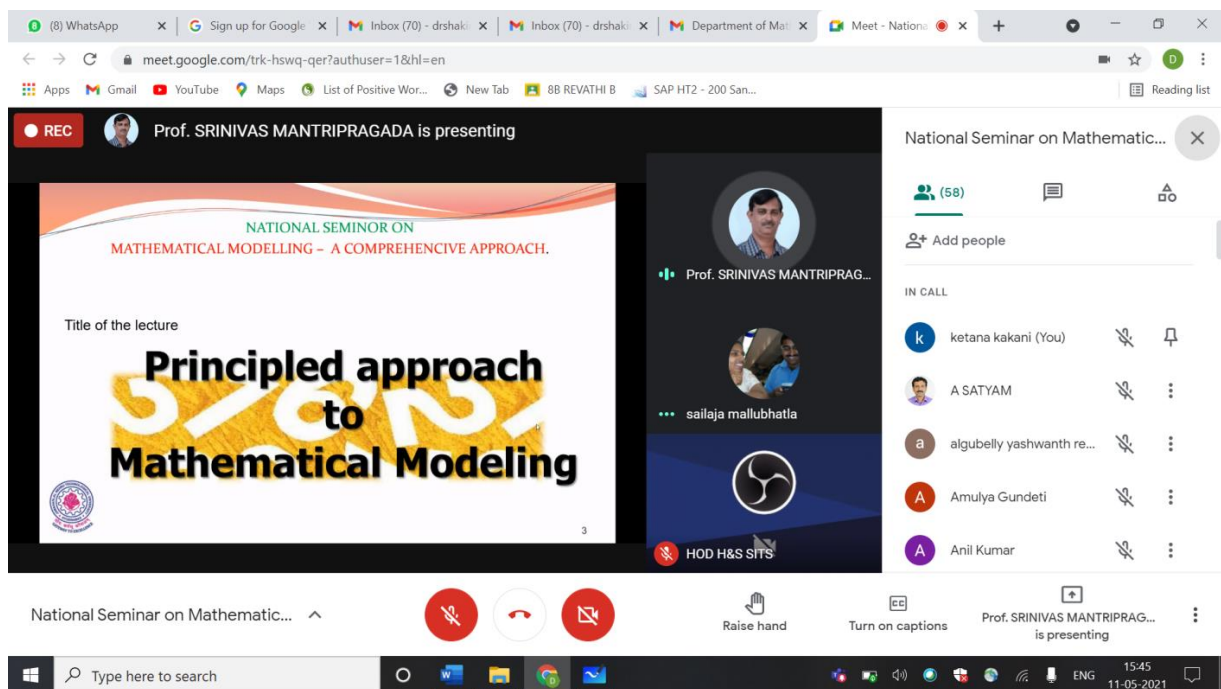 (8) WhatsApp
Sign up for Google
Inbox (70) - drshaki
Inbox (70) - drshaki
Department of Mat
Meet - Nationa
meet.google.com/trk-hswq-qer?authuser=1&hl=en
Apps
Gmail
YouTube
Maps
List of Positive Wor...
New Tab
8B REVATHI B
SAP HT2 - 200 San...
Reading list
REC
Prof. SRINIVAS MANTRIPRAGADA is presenting
NATIONAL SEMINOR ON
MATHEMATICAL MODELLING – A COMPREHENCIVE APPROACH.
Title of the lecture
Principled approach
to
Mathematical Modeling
3
Prof. SRINIVAS MANTRIPRAG...
sailaja mallubhatla
HOD H&S SITS
National Seminar on Mathematic...
(58)
Add people
IN CALL
k
ketana kakani (You)
A SATYAM
a
algubelly yashwanth re...
A
Amulya Gundeti
A
Anil Kumar
National Seminar on Mathematic...
Raise hand
CC
Turn on captions
Prof. SRINIVAS MANTRIPRAG...
is presenting
Type here to search
ENG
15:45
11-05-2021